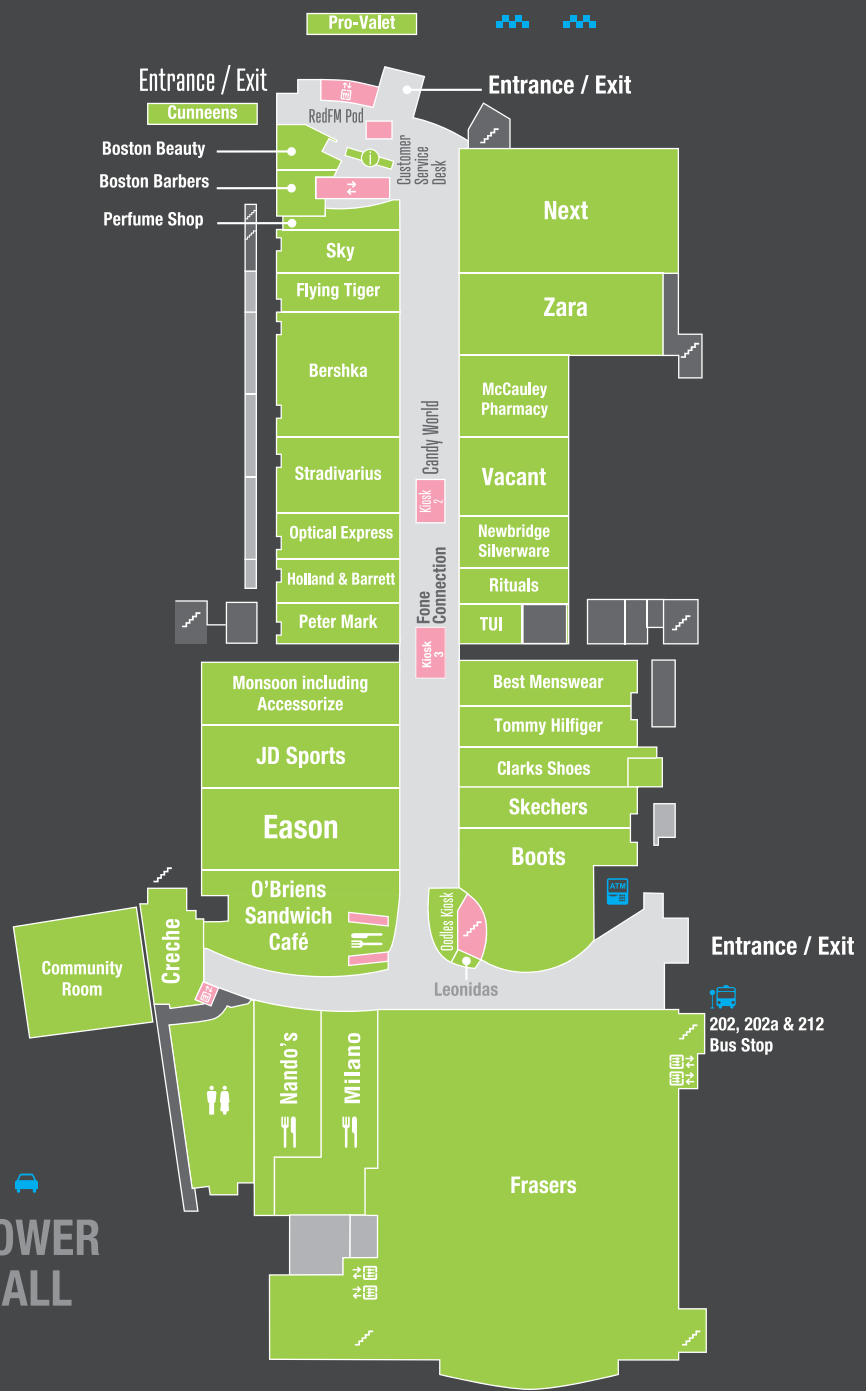 Pro-Valet
Entrance / Exit
Entrance / Exit
Cunneens
RedFM Pod
Boston Beauty
Customer
Service
Desk
Boston Barbers
Perfume Shop
Next
Sky
Flying Tiger
Zara
Bershka
McCauley
Pharmacy
Candy World
Stradivarius
Vacant
Kiosk
2
Optical Express
Newbridge
Silverware
Holland & Barrett
Rituals
Fone
Connection
Peter Mark
TUI
Kiosk
3
Monsoon including
Accessorize
Best Menswear
Tommy Hilfiger
JD Sports
Clarks Shoes
Skechers
Eason
Boots
O'Briens
Sandwich
Café
ATM
Oodles Kiosk
Creche
Community
Room
Entrance / Exit
Leonidas
202, 202a & 212
Bus Stop
Nando's
Milano
Frasers
OWER
ALL